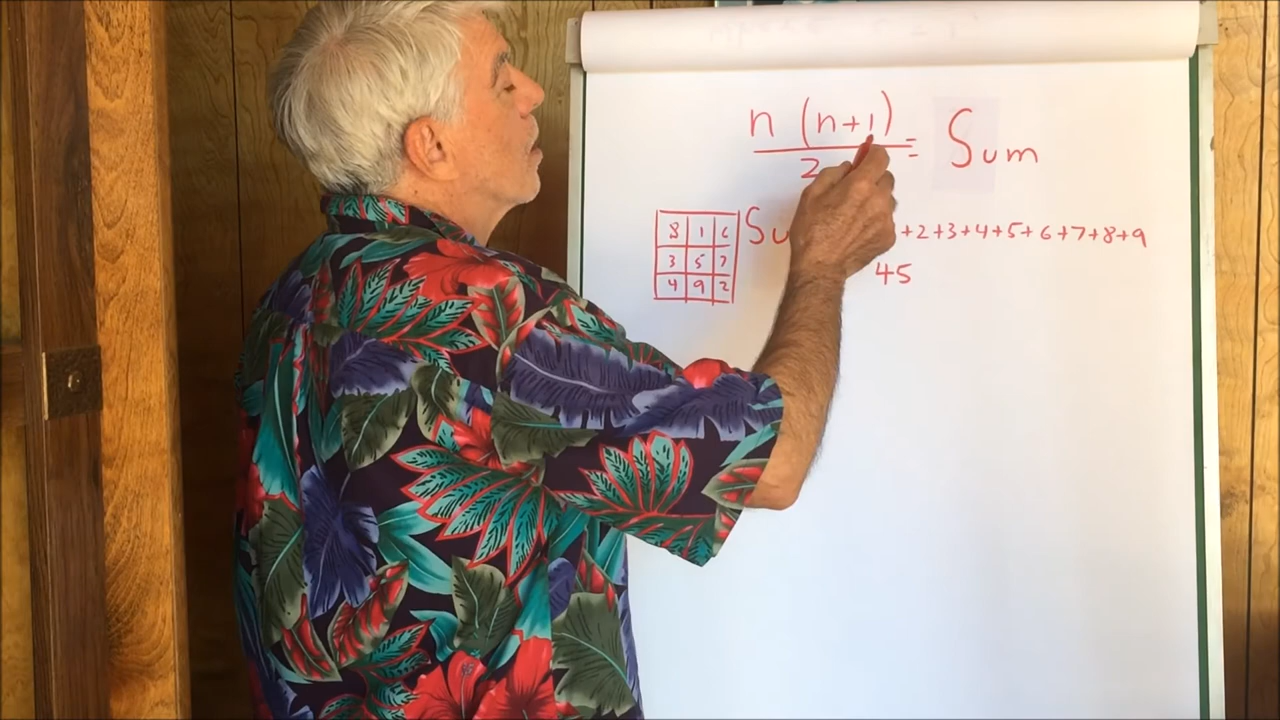 n (n+1)
2 = Sum
8 1 6
3 5 7
4 9 2
Su +2+3+4+5+6+7+8+9
45